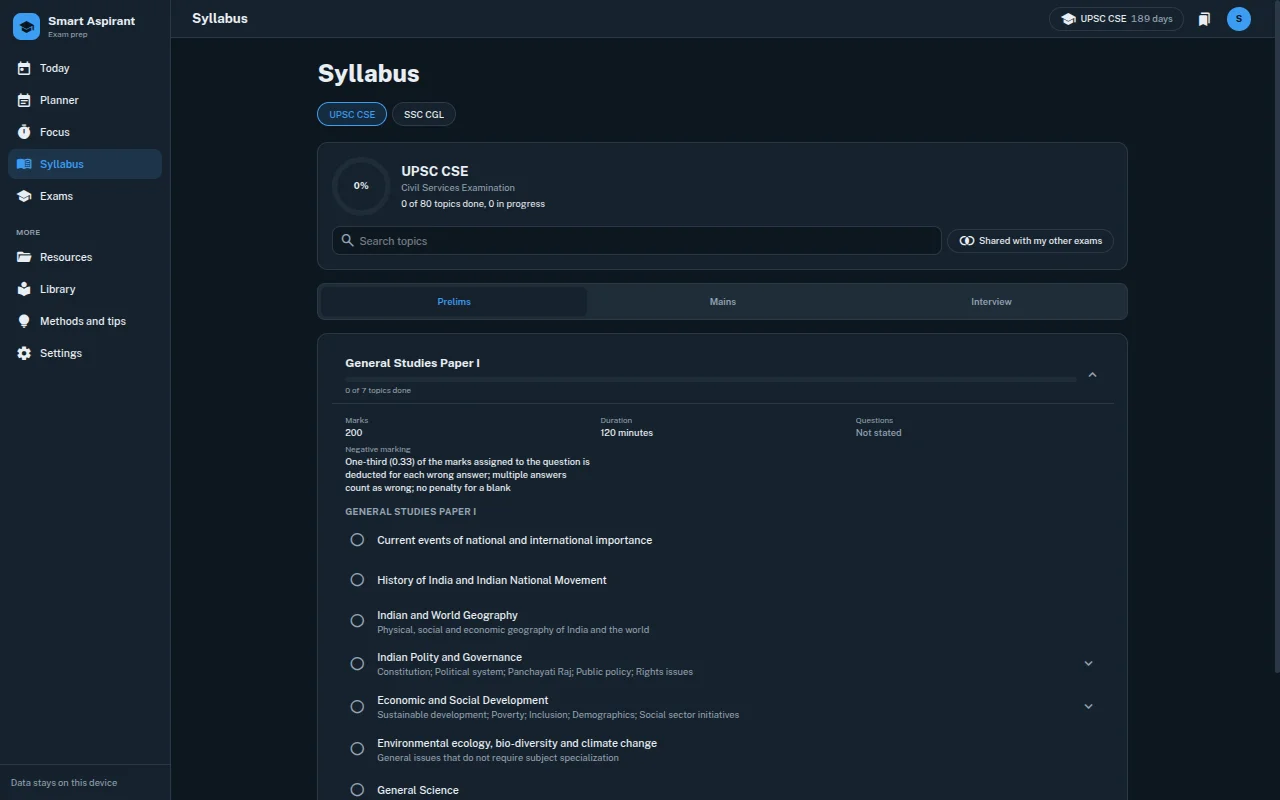 Smart Aspirant
Exam prep
Today
Planner
Focus
Syllabus
Exams
MORE
Resources
Library
Methods and tips
Settings
Data stays on this device
Syllabus
UPSC CSE 189 days
S
Syllabus
UPSC CSE
SSC CGL
0%
UPSC CSE
Civil Services Examination
0 of 80 topics done, 0 in progress
Search topics
Shared with my other exams
Prelims
Mains
Interview
General Studies Paper I
0 of 7 topics done
Marks
200
Duration
120 minutes
Questions
Not stated
Negative marking
One-third (0.33) of the marks assigned to the question is
deducted for each wrong answer; multiple answers
count as wrong; no penalty for a blank
GENERAL STUDIES PAPER I
Current events of national and international importance
History of India and Indian National Movement
Indian and World Geography
Physical, social and economic geography of India and the world
Indian Polity and Governance
Constitution; Political system; Panchayati Raj; Public policy; Rights issues
Economic and Social Development
Sustainable development; Poverty; Inclusion; Demographics; Social sector initiatives
Environmental ecology, bio-diversity and climate change
General issues that do not require subject specialization
General Science